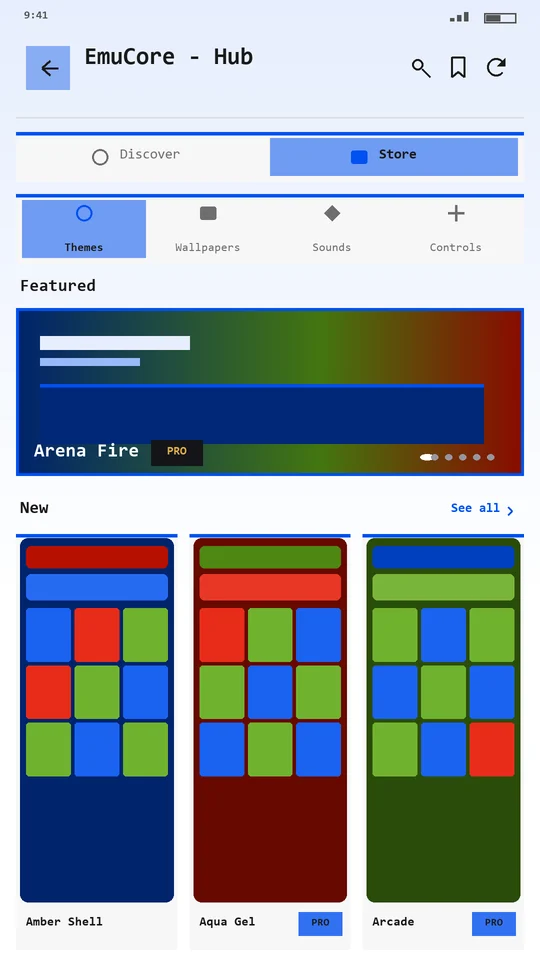 9:41
EmuCore - Hub
Discover
Store
Themes
Wallpapers
Sounds
Controls
Featured
Arena Fire
PRO
New
See all
Amber Shell
Aqua Gel
PRO
Arcade
PRO